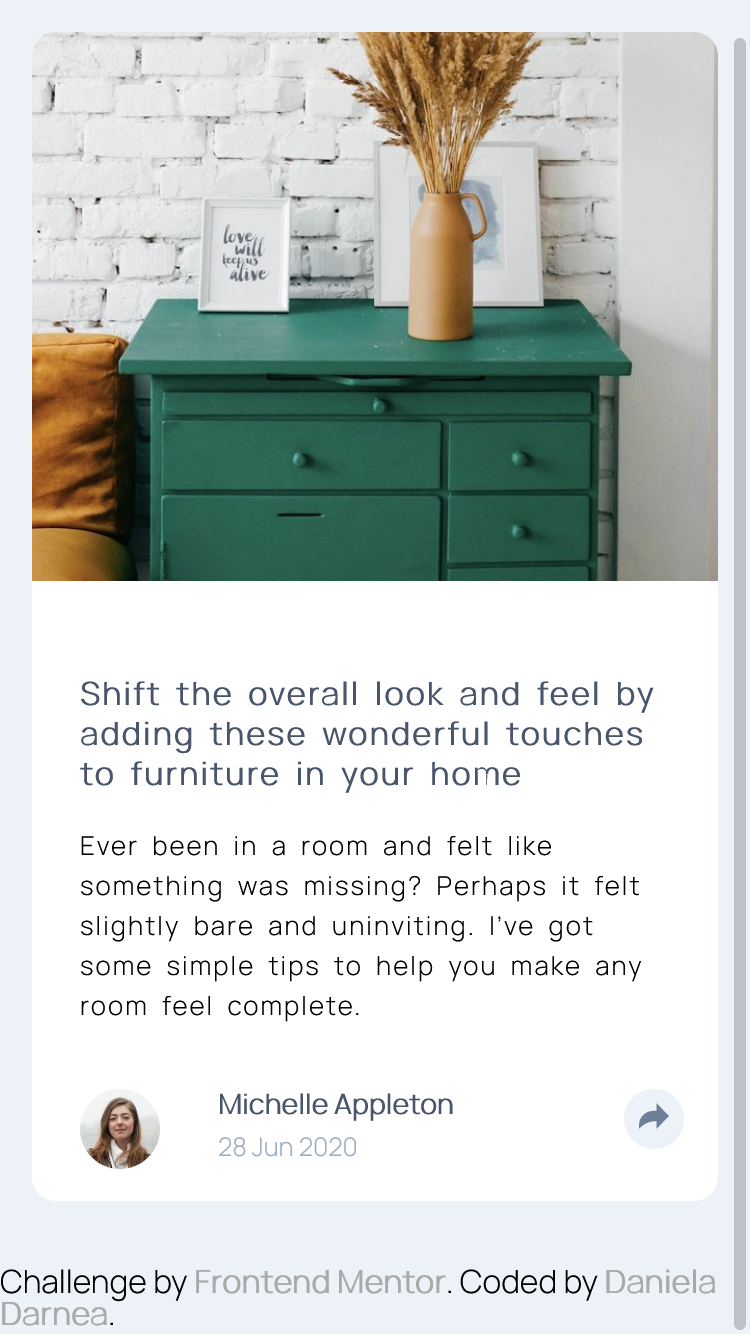 love
will
keep us
alive
Shift the overall look and feel by
adding these wonderful touches
to furniture in your home
Ever been in a room and felt like
something was missing? Perhaps it felt
slightly bare and uninviting. I’ve got
some simple tips to help you make any
room feel complete.
Michelle Appleton
28 Jun 2020
Challenge by Frontend Mentor. Coded by Daniela
Darnea.